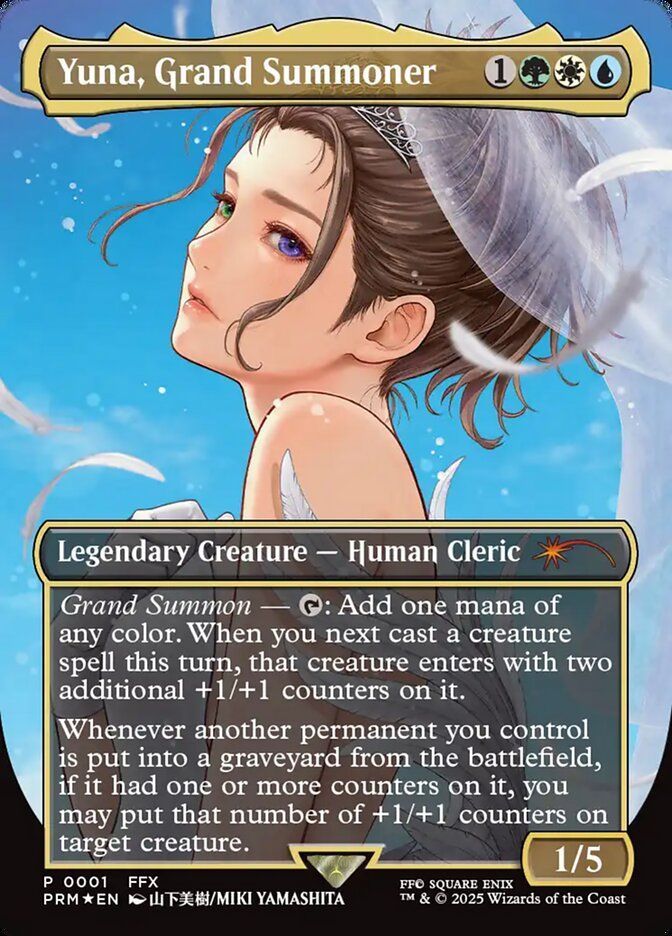 Yuna, Grand Summoner 1
Legendary Creature — Human Cleric
Grand Summon — : Add one mana of
any color. When you next cast a creature
spell this turn, that creature enters with two
additional +1/+1 counters on it.
Whenever another permanent you control
is put into a graveyard from the battlefield,
if it had one or more counters on it, you
may put that number of +1/+1 counters on
target creature.
1/5
P 0001 FFX
PRM★EN 山下美樹/MIKI YAMASHITA
FF© SQUARE ENIX
™ & © 2025 Wizards of the Coast